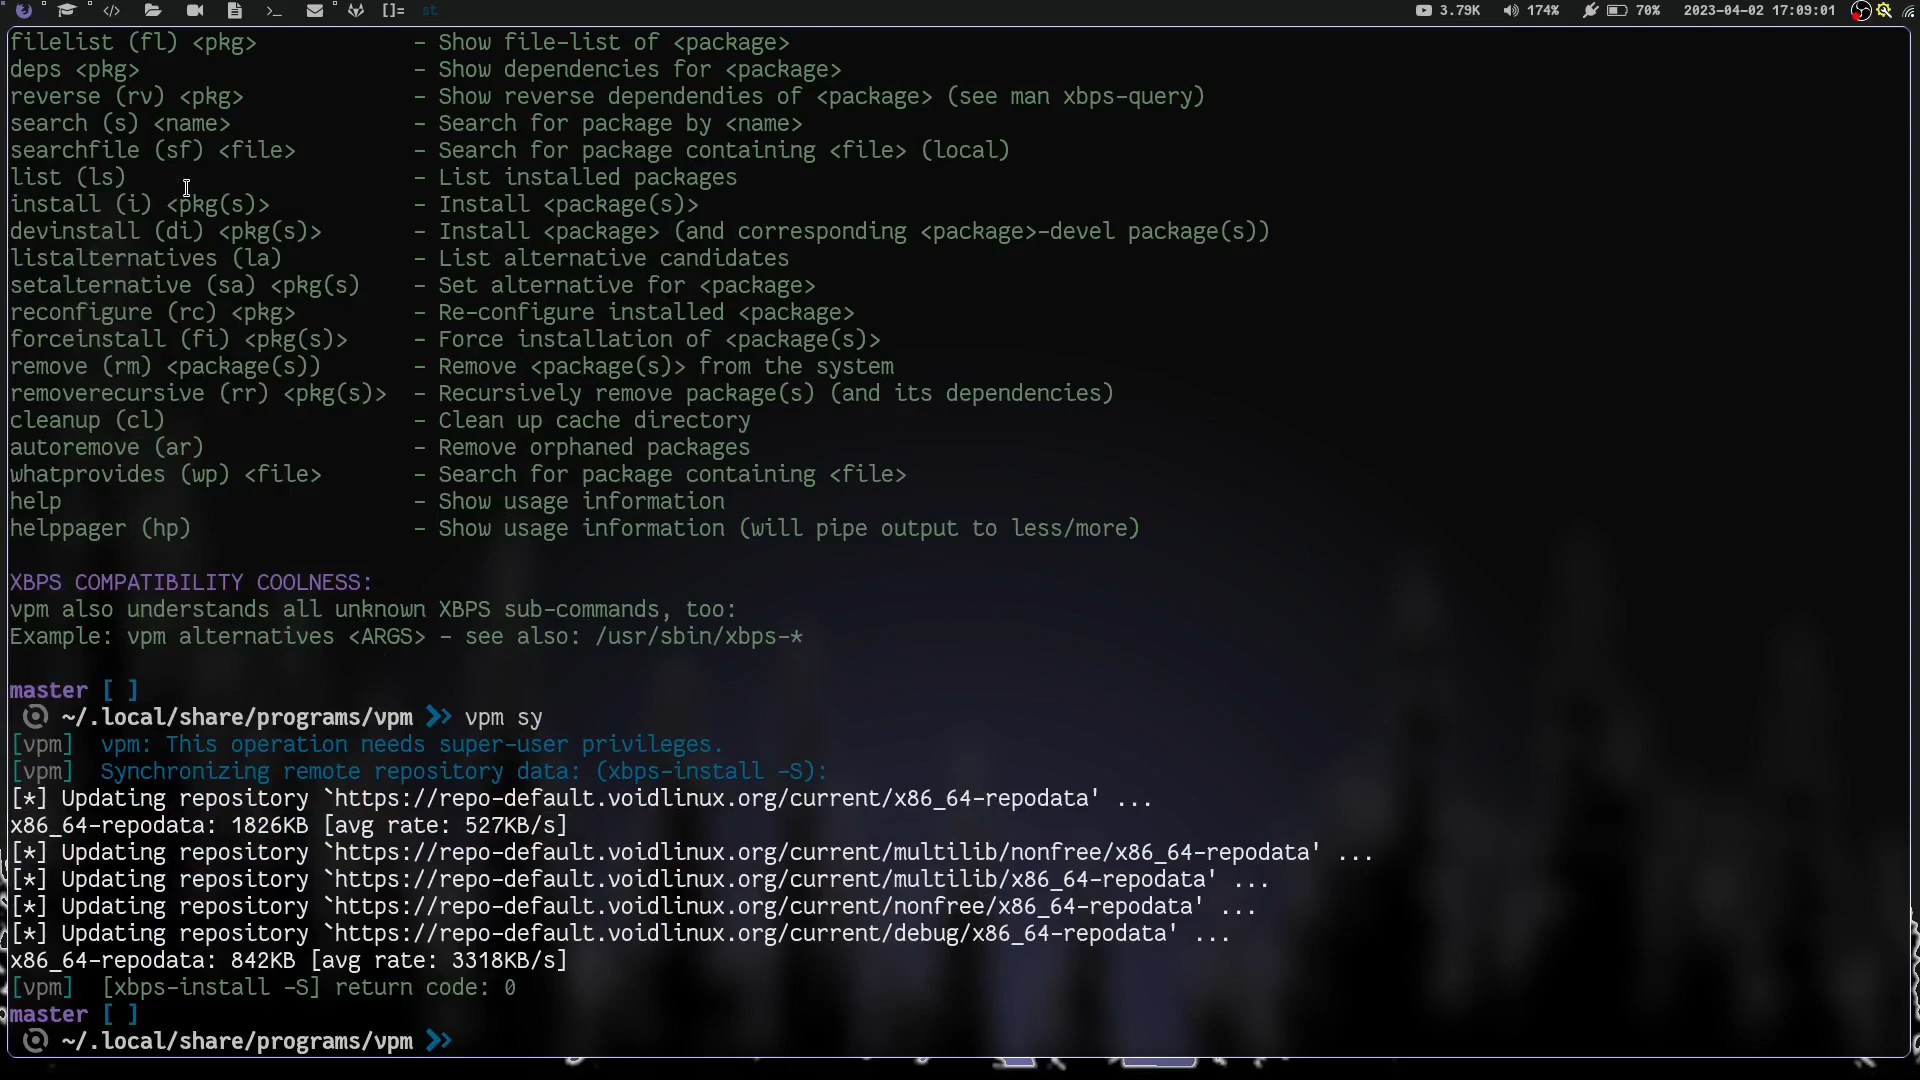 </> >_ []= st 3.79K 174% 70% 2023-04-02 17:09:01
filelist (fl) <pkg> - Show file-list of <package>
deps <pkg> - Show dependencies for <package>
reverse (rv) <pkg> - Show reverse dependendies of <package> (see man xbps-query)
search (s) <name> - Search for package by <name>
searchfile (sf) <file> - Search for package containing <file> (local)
list (ls) - List installed packages
install (i) <pkg(s)> - Install <package(s)>
devinstall (di) <pkg(s)> - Install <package> (and corresponding <package>-devel package(s))
listalternatives (la) - List alternative candidates
setalternative (sa) <pkg(s) - Set alternative for <package>
reconfigure (rc) <pkg> - Re-configure installed <package>
forceinstall (fi) <pkg(s)> - Force installation of <package(s)>
remove (rm) <package(s)) - Remove <package(s)> from the system
removerecursive (rr) <pkg(s)> - Recursively remove package(s) (and its dependencies)
cleanup (cl) - Clean up cache directory
autoremove (ar) - Remove orphaned packages
whatprovides (wp) <file> - Search for package containing <file>
help - Show usage information
helppager (hp) - Show usage information (will pipe output to less/more)
XBPS COMPATIBILITY COOLNESS:
vpm also understands all unknown XBPS sub-commands, too:
Example: vpm alternatives <ARGS> - see also: /usr/sbin/xbps-*
master [ ]
~/.local/share/programs/vpm vpm sy
[vpm] vpm: This operation needs super-user privileges.
[vpm] Synchronizing remote repository data: (xbps-install -S):
[*] Updating repository `https://repo-default.voidlinux.org/current/x86_64-repodata' ...
x86_64-repodata: 1826KB [avg rate: 527KB/s]
[*] Updating repository `https://repo-default.voidlinux.org/current/multilib/nonfree/x86_64-repodata' ...
[*] Updating repository `https://repo-default.voidlinux.org/current/multilib/x86_64-repodata' ...
[*] Updating repository `https://repo-default.voidlinux.org/current/nonfree/x86_64-repodata' ...
[*] Updating repository `https://repo-default.voidlinux.org/current/debug/x86_64-repodata' ...
x86_64-repodata: 842KB [avg rate: 3318KB/s]
[vpm] [xbps-install -S] return code: 0
master [ ]
~/.local/share/programs/vpm